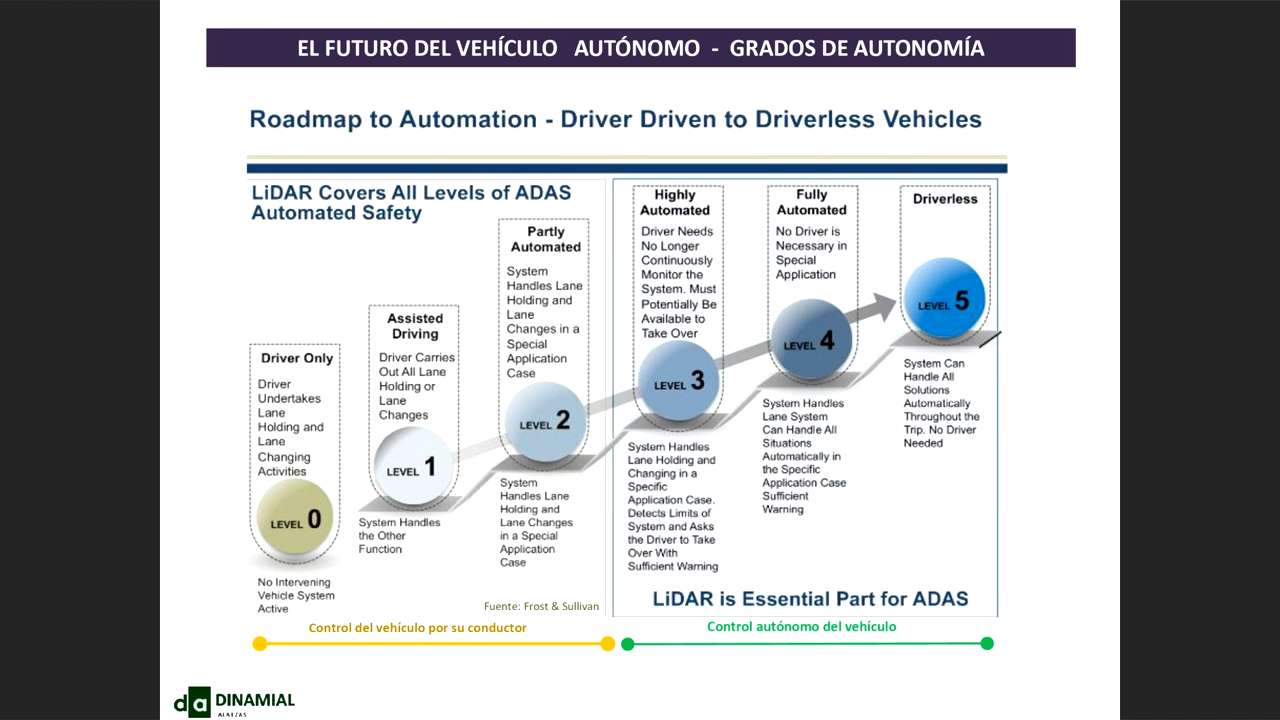 EL FUTURO DEL VEHÍCULO AUTÓNOMO - GRADOS DE AUTONOMÍA
Roadmap to Automation - Driver Driven to Driverless Vehicles
LiDAR Covers All Levels of ADAS
Automated Safety
Driver Only
Driver
Undertakes
Lane
Holding and
Lane
Changing
Activities
LEVEL 0
No Intervening
Vehicle System
Active
Assisted
Driving
Driver Carries
Out All Lane
Holding or
Lane
Changes
LEVEL 1
System Handles
the Other
Function
Partly
Automated
System
Handles Lane
Holding and
Lane
Changes in a
Special
Application
Case
LEVEL 2
System
Handles Lane
Holding and
Lane Changes
in a Special
Application
Case
Highly
Automated
Driver Needs
No Longer
Continuously
Monitor the
System. Must
Potentially Be
Available to
Take Over
LEVEL 3
System Handles
Lane Holding and
Changing in a
Specific
Application Case.
Detects Limits of
System and Asks
the Driver to Take
Over With
Sufficient Warning
Fully
Automated
No Driver is
Necessary in
Special
Application
LEVEL 4
System Handles
Lane System
Can Handle All
Situations
Automatically in
the Specific
Application Case
Sufficient
Warning
Driverless
LEVEL 5
System Can
Handle All
Solutions
Automatically
Throughout the
Trip. No Driver
Needed
LiDAR is Essential Part for ADAS
Fuente: Frost & Sullivan
Control del vehículo por su conductor
Control autónomo del vehículo
da DINAMIAL